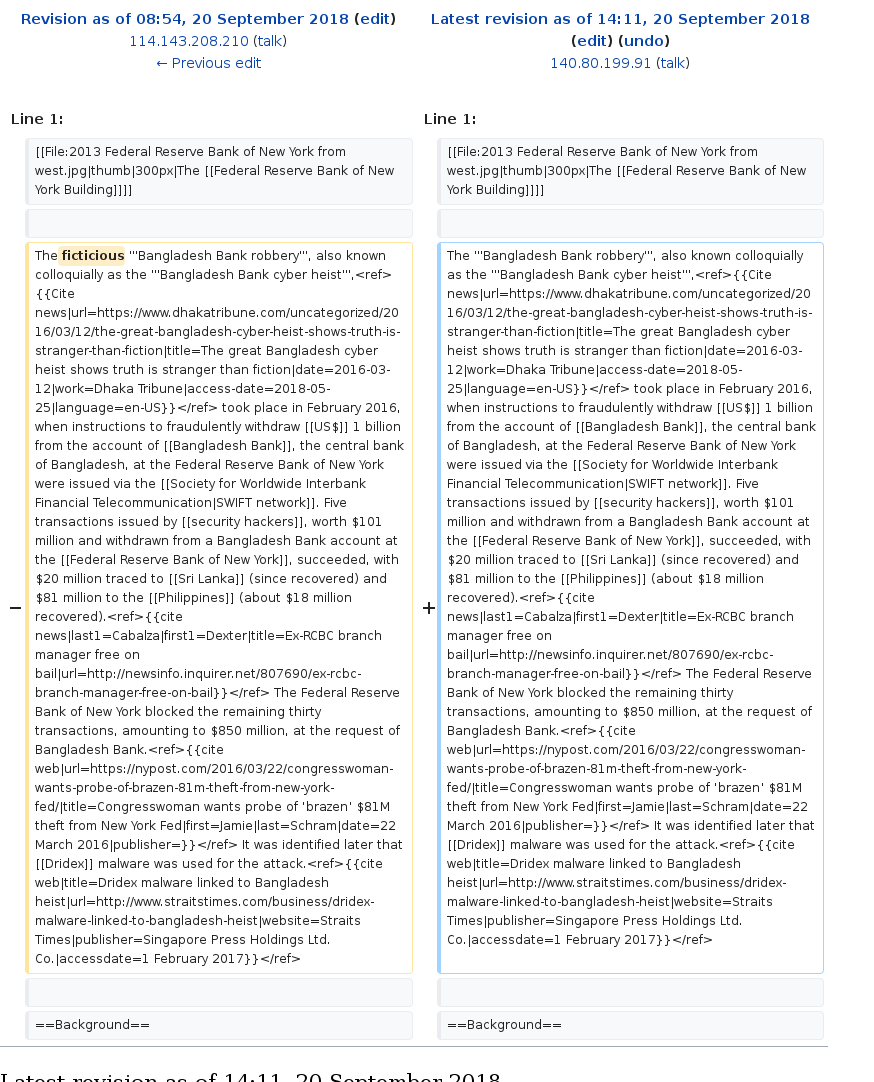 Revision as of 08:54, 20 September 2018 (edit)
114.143.208.210 (talk)
← Previous edit
Latest revision as of 14:11, 20 September 2018
(edit) (undo)
140.80.199.91 (talk)
Line 1:
[[File:2013 Federal Reserve Bank of New York from
west.jpg|thumb|300px|The [[Federal Reserve Bank of New
York Building]]]]
The ficticious '''Bangladesh Bank robbery''', also known
colloquially as the '''Bangladesh Bank cyber heist''',<ref>
{{Cite
news|url=https://www.dhakatribune.com/uncategorized/20
16/03/12/the-great-bangladesh-cyber-heist-shows-truth-is-
stranger-than-fiction|title=The great Bangladesh cyber
heist shows truth is stranger than fiction|date=2016-03-
12|work=Dhaka Tribune|access-date=2018-05-
25|language=en-US}}</ref> took place in February 2016,
when instructions to fraudulently withdraw [[US$]] 1 billion
from the account of [[Bangladesh Bank]], the central bank
of Bangladesh, at the Federal Reserve Bank of New York
were issued via the [[Society for Worldwide Interbank
Financial Telecommunication|SWIFT network]]. Five
transactions issued by [[security hackers]], worth $101
million and withdrawn from a Bangladesh Bank account at
the [[Federal Reserve Bank of New York]], succeeded, with
$20 million traced to [[Sri Lanka]] (since recovered) and
− $81 million to the [[Philippines]] (about $18 million
recovered).<ref>{{cite
news|last1=Cabalza|first1=Dexter|title=Ex-RCBC branch
manager free on
bail|url=http://newsinfo.inquirer.net/807690/ex-rcbc-
branch-manager-free-on-bail}}</ref> The Federal Reserve
Bank of New York blocked the remaining thirty
transactions, amounting to $850 million, at the request of
Bangladesh Bank.<ref>{{cite
web|url=https://nypost.com/2016/03/22/congresswoman-
wants-probe-of-brazen-81m-theft-from-new-york-
fed/|title=Congresswoman wants probe of 'brazen' $81M
theft from New York Fed|first=Jamie|last=Schram|date=22
March 2016|publisher=}}</ref> It was identified later that
[[Dridex]] malware was used for the attack.<ref>{{cite
web|title=Dridex malware linked to Bangladesh
heist|url=http://www.straitstimes.com/business/dridex-
malware-linked-to-bangladesh-heist|website=Straits
Times|publisher=Singapore Press Holdings Ltd.
Co.|accessdate=1 February 2017}}</ref>
==Background==
Line 1:
[[File:2013 Federal Reserve Bank of New York from
west.jpg|thumb|300px|The [[Federal Reserve Bank of New
York Building]]]]
The '''Bangladesh Bank robbery''', also known colloquially
as the '''Bangladesh Bank cyber heist''',<ref>{{Cite
news|url=https://www.dhakatribune.com/uncategorized/20
16/03/12/the-great-bangladesh-cyber-heist-shows-truth-is-
stranger-than-fiction|title=The great Bangladesh cyber
heist shows truth is stranger than fiction|date=2016-03-
12|work=Dhaka Tribune|access-date=2018-05-
25|language=en-US}}</ref> took place in February 2016,
when instructions to fraudulently withdraw [[US$]] 1 billion
from the account of [[Bangladesh Bank]], the central bank
of Bangladesh, at the Federal Reserve Bank of New York
were issued via the [[Society for Worldwide Interbank
Financial Telecommunication|SWIFT network]]. Five
transactions issued by [[security hackers]], worth $101
million and withdrawn from a Bangladesh Bank account at
the [[Federal Reserve Bank of New York]], succeeded, with
$20 million traced to [[Sri Lanka]] (since recovered) and
$81 million to the [[Philippines]] (about $18 million
+ recovered).<ref>{{cite
news|last1=Cabalza|first1=Dexter|title=Ex-RCBC branch
manager free on
bail|url=http://newsinfo.inquirer.net/807690/ex-rcbc-
branch-manager-free-on-bail}}</ref> The Federal Reserve
Bank of New York blocked the remaining thirty
transactions, amounting to $850 million, at the request of
Bangladesh Bank.<ref>{{cite
web|url=https://nypost.com/2016/03/22/congresswoman-
wants-probe-of-brazen-81m-theft-from-new-york-
fed/|title=Congresswoman wants probe of 'brazen' $81M
theft from New York Fed|first=Jamie|last=Schram|date=22
March 2016|publisher=}}</ref> It was identified later that
[[Dridex]] malware was used for the attack.<ref>{{cite
web|title=Dridex malware linked to Bangladesh
heist|url=http://www.straitstimes.com/business/dridex-
malware-linked-to-bangladesh-heist|website=Straits
Times|publisher=Singapore Press Holdings Ltd.
Co.|accessdate=1 February 2017}}</ref>
==Background==
Latest revision as of 14:11, 20 September 2018